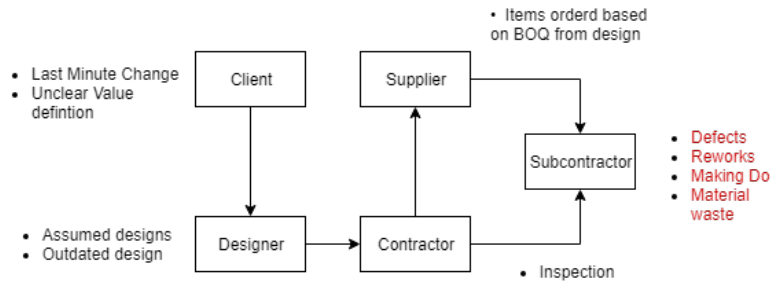 • Items orderd based
on BOQ from design
• Last Minute Change
• Unclear Value
defintion
Client
Supplier
Subcontractor
• Defects
• Reworks
• Making Do
• Material
waste
• Assumed designs
• Outdated design
Designer
Contractor
• Inspection